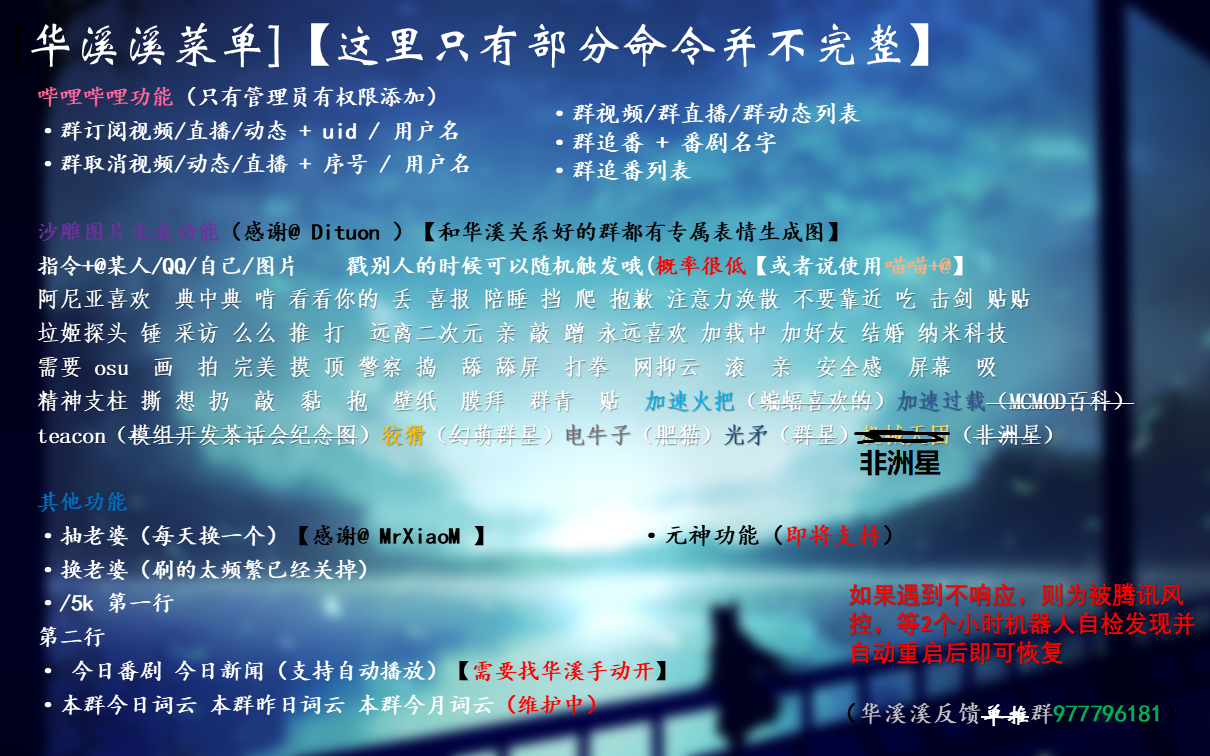 [华溪溪菜单]【这里只有部分命令并不完整】
哔哩哔哩功能（只有管理员有权限添加）
·群订阅视频/直播/动态 + uid / 用户名
·群取消视频/动态/直播 + 序号 / 用户名
·群视频/群直播/群动态列表
·群追番 + 番剧名字
·群追番列表
沙雕图片生成功能（感谢@ Dituon ）【和华溪关系好的群都有专属表情生成图】
指令+@某人/QQ/自己/图片 戳别人的时候可以随机触发哦(概率很低【或者说使用喵喵+@】
阿尼亚喜欢 典中典 啃 看看你的 丢 喜报 陪睡 挡 爬 抱歉 注意力涣散 不要靠近 吃 击剑 贴贴
垃姬探头 锤 采访 么么 推 打 远离二次元 亲 敲 蹭 永远喜欢 加载中 加好友 结婚 纳米科技
需要 osu 画 拍 完美 摸 顶 警察 捣 舔 舔屏 打拳 网抑云 滚 亲 安全感 屏幕 吸
精神支柱 撕 想 扔 敲 黏 抱 壁纸 膜拜 群青 贴 加速火把（蝙蝠喜欢的）加速过载（MCMOD百科）
teacon（模组开发茶话会纪念图）狡猾（幻萌群星）电牛子（肥猫）光矛（群星）（非洲星）
非洲星
其他功能
·抽老婆（每天换一个）【感谢@ MrXiaoM 】
·元神功能（即将支持）
·换老婆（刷的太频繁已经关掉）
·/5k 第一行
第二行
· 今日番剧 今日新闻（支持自动播放）【需要找华溪手动开】
·本群今日词云 本群昨日词云 本群今月词云（维护中）
如果遇到不响应，则为被腾讯风
控，等2个小时机器人自检发现并
自动重启后即可恢复
（华溪溪反馈单推群977796181）